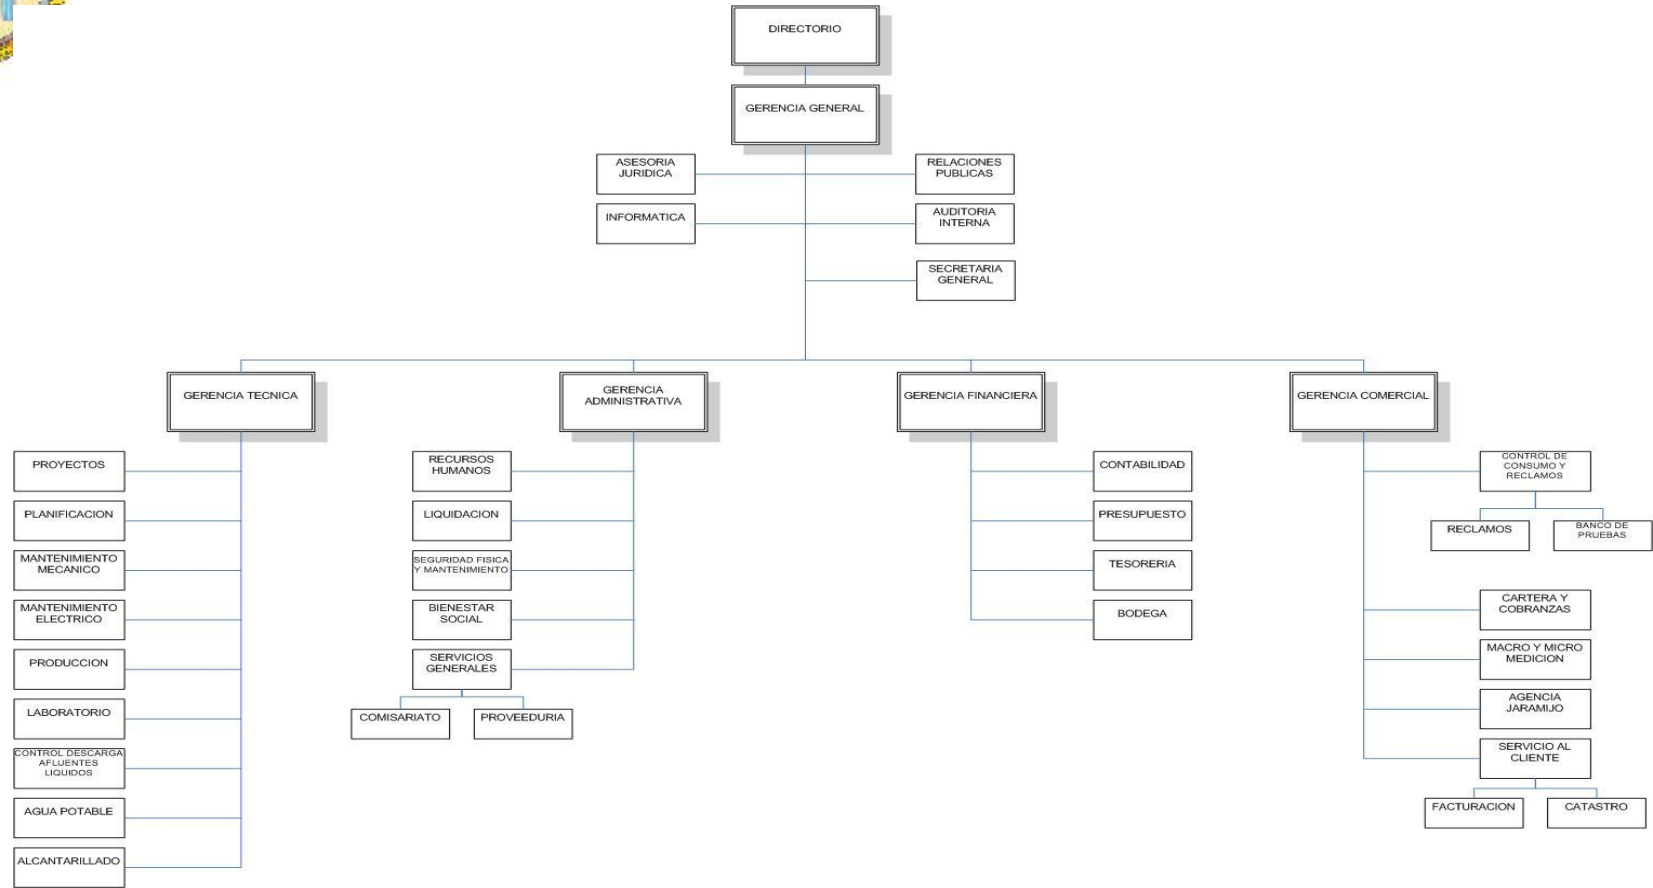 DIRECTORIO
GERENCIA GENERAL
ASESORIA
JURIDICA
RELACIONES
PUBLICAS
INFORMATICA
AUDITORIA
INTERNA
SECRETARIA
GENERAL
GERENCIA TECNICA
GERENCIA
ADMINISTRATIVA
GERENCIA FINANCIERA
GERENCIA COMERCIAL
PROYECTOS
PLANIFICACION
MANTENIMIENTO
MECANICO
MANTENIMIENTO
ELECTRICO
PRODUCCION
LABORATORIO
CONTROL DESCARGA
AFLUENTES
LIQUIDOS
AGUA POTABLE
ALCANTARILLADO
RECURSOS
HUMANOS
LIQUIDACION
SEGURIDAD FISICA
Y MANTENIMIENTO
BIENESTAR
SOCIAL
SERVICIOS
GENERALES
COMISARIATO
PROVEEDURIA
CONTABILIDAD
PRESUPUESTO
TESORERIA
BODEGA
CONTROL DE
CONSUMO Y
RECLAMOS
RECLAMOS
BANCO DE
PRUEBAS
CARTERA Y
COBRANZAS
MACRO Y MICRO
MEDICION
AGENCIA
JARAMIJO
SERVICIO AL
CLIENTE
FACTURACION
CATASTRO